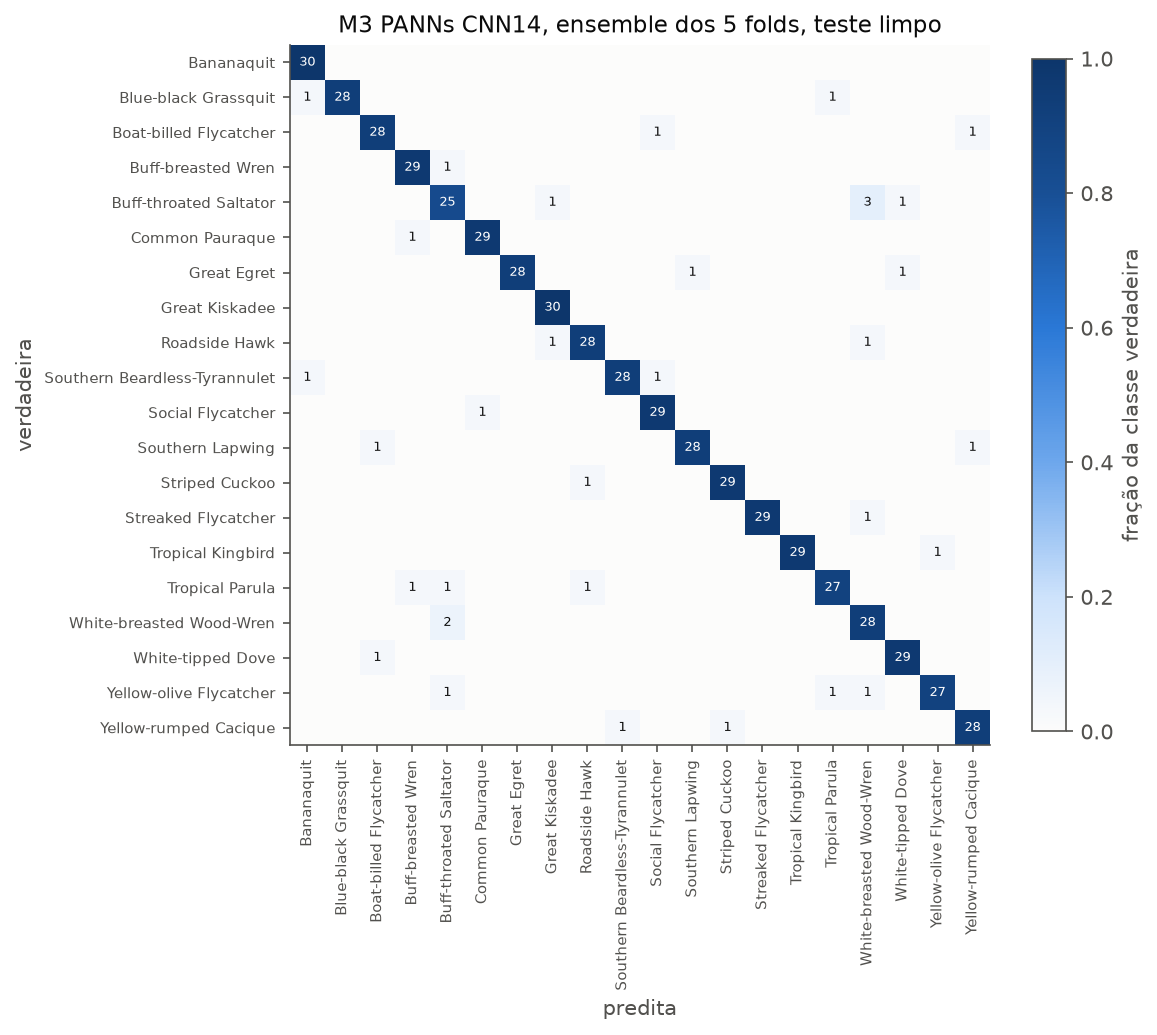 M3 PANNs CNN14, ensemble dos 5 folds, teste limpo
verdadeira
Bananaquit 30
Blue-black Grassquit 1 28 1
Boat-billed Flycatcher 28 1 1
Buff-breasted Wren 29 1
Buff-throated Saltator 25 1 3 1
Common Pauraque 1 29
Great Egret 28 1 1
Great Kiskadee 30
Roadside Hawk 1 28 1
Southern Beardless-Tyrannulet 1 28 1
Social Flycatcher 1 29
Southern Lapwing 1 28 1
Striped Cuckoo 1 29
Streaked Flycatcher 29 1
Tropical Kingbird 29 1
Tropical Parula 1 1 1 27
White-breasted Wood-Wren 2 28
White-tipped Dove 1 29
Yellow-olive Flycatcher 1 1 1 27
Yellow-rumped Cacique 1 1 28
Bananaquit
Blue-black Grassquit
Boat-billed Flycatcher
Buff-breasted Wren
Buff-throated Saltator
Common Pauraque
Great Egret
Great Kiskadee
Roadside Hawk
Southern Beardless-Tyrannulet
Social Flycatcher
Southern Lapwing
Striped Cuckoo
Streaked Flycatcher
Tropical Kingbird
Tropical Parula
White-breasted Wood-Wren
White-tipped Dove
Yellow-olive Flycatcher
Yellow-rumped Cacique
predita
1.0
0.8
0.6
0.4
0.2
0.0
fração da classe verdadeira